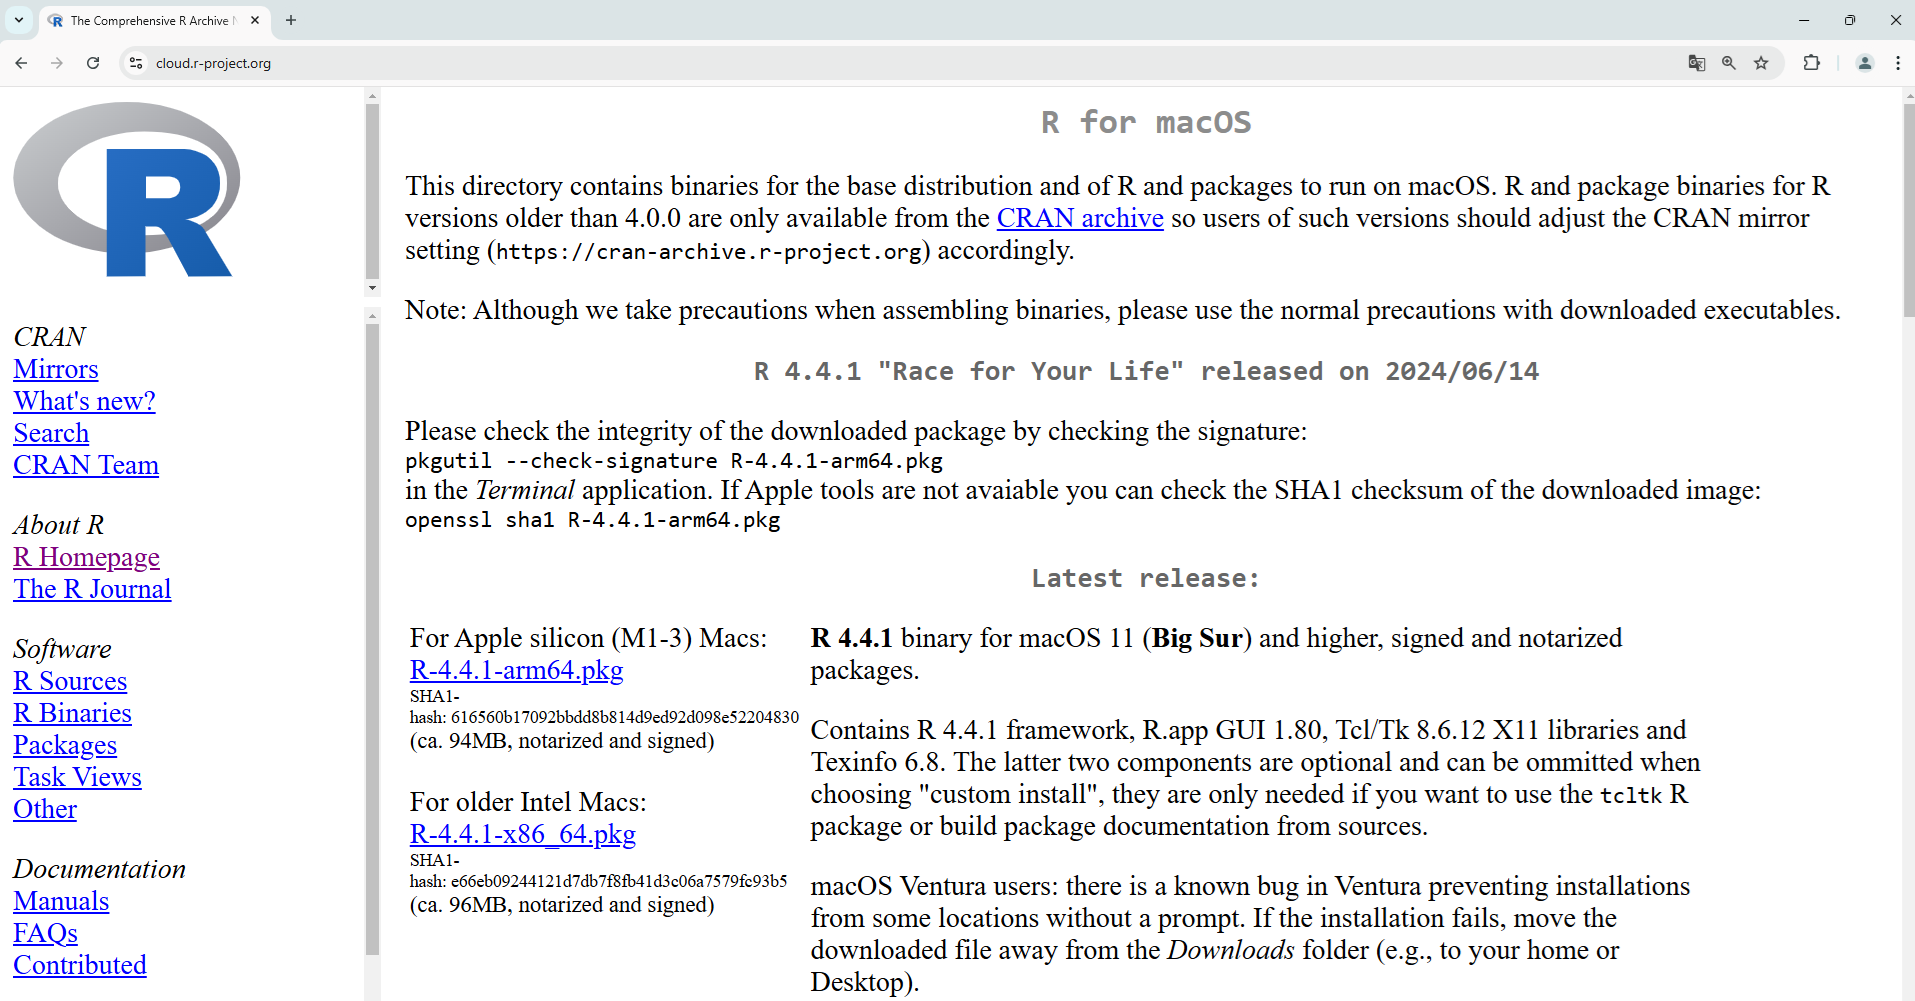 The Comprehensive R Archive N
cloud.r-project.org
R
CRAN
Mirrors
What's new?
Search
CRAN Team
About R
R Homepage
The R Journal
Software
R Sources
R Binaries
Packages
Task Views
Other
Documentation
Manuals
FAQs
Contributed
R for macOS
This directory contains binaries for the base distribution and of R and packages to run on macOS. R and package binaries for R
versions older than 4.0.0 are only available from the CRAN archive so users of such versions should adjust the CRAN mirror
setting (https://cran-archive.r-project.org) accordingly.
Note: Although we take precautions when assembling binaries, please use the normal precautions with downloaded executables.
R 4.4.1 "Race for Your Life" released on 2024/06/14
Please check the integrity of the downloaded package by checking the signature:
pkgutil --check-signature R-4.4.1-arm64.pkg
in the Terminal application. If Apple tools are not avaiable you can check the SHA1 checksum of the downloaded image:
openssl sha1 R-4.4.1-arm64.pkg
Latest release:
For Apple silicon (M1-3) Macs:
R-4.4.1-arm64.pkg
SHA1-
hash: 616560b17092bbdd8b814d9ed92d098e52204830
(ca. 94MB, notarized and signed)
For older Intel Macs:
R-4.4.1-x86_64.pkg
SHA1-
hash: e66eb09244121d7db7f8fb41d3c06a7579fc93b5
(ca. 96MB, notarized and signed)
R 4.4.1 binary for macOS 11 (Big Sur) and higher, signed and notarized
packages.
Contains R 4.4.1 framework, R.app GUI 1.80, Tcl/Tk 8.6.12 X11 libraries and
Texinfo 6.8. The latter two components are optional and can be ommitted when
choosing "custom install", they are only needed if you want to use the tcltk R
package or build package documentation from sources.
macOS Ventura users: there is a known bug in Ventura preventing installations
from some locations without a prompt. If the installation fails, move the
downloaded file away from the Downloads folder (e.g., to your home or
Desktop).